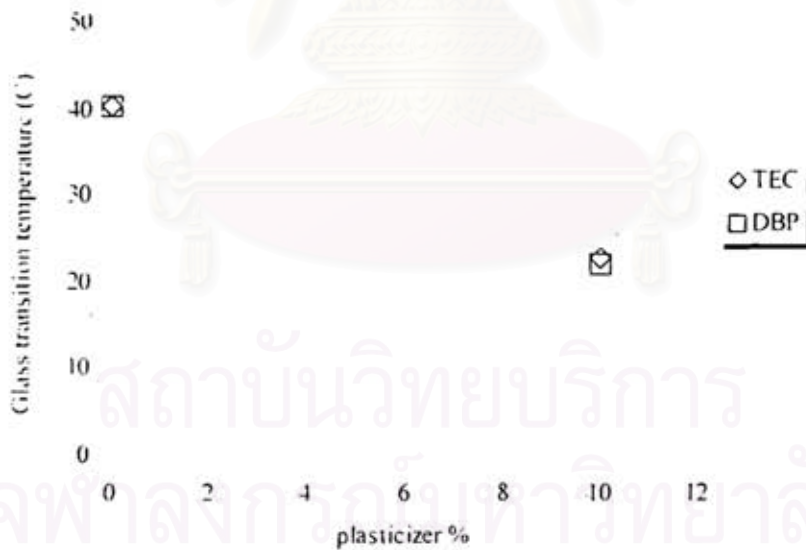 50
Glass transition temperature (C)
40
30
20
10
0
0 2 4 6 8 10 12
plasticizer %
◇ TEC
□ DBP
สถาบันวิทยบริการ
จุฬาลงกรณ์มหาวิทยาลัย